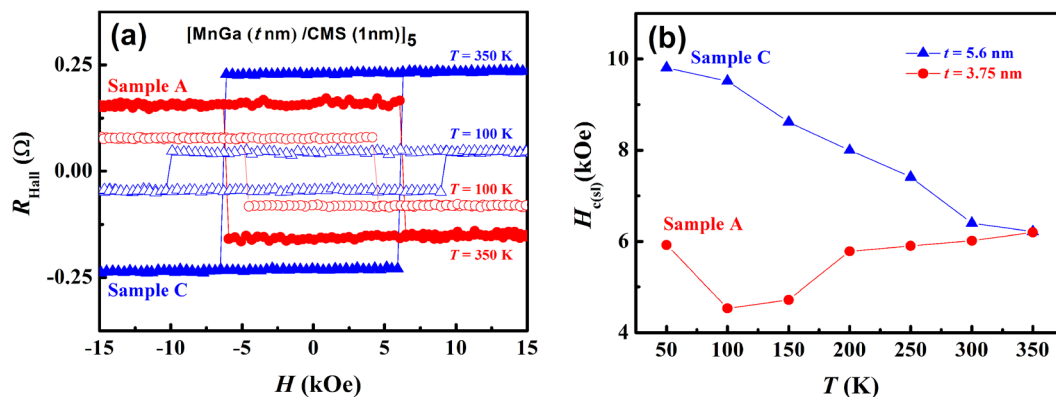 (a)
[MnGa (t nm) /CMS (1nm)]5
0.25
0.00
-0.25
RHall (Ω)
T = 350 K
Sample A
T = 100 K
T = 100 K
T = 350 K
Sample C
-15 -10 -5 0 5 10 15
H (kOe)
(b)
10
8
6
4
Hc(sl)(kOe)
Sample C
t = 5.6 nm
t = 3.75 nm
Sample A
50 100 150 200 250 300 350
T (K)